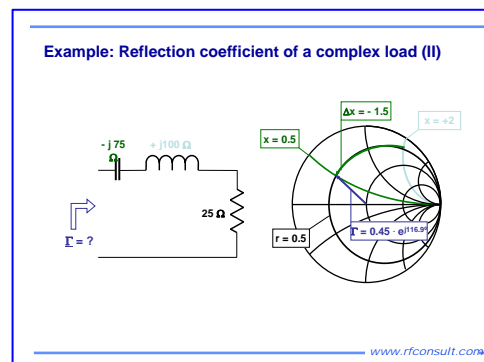 Example: Reflection coefficient of a complex load (II)
Δx = - 1.5
x = +2
x = 0.5
- j 75 Ω
+ j100 Ω
25 Ω
Γ = ?
r = 0.5
Γ = 0.45 · e^j116.9°
www.rfconsult.com